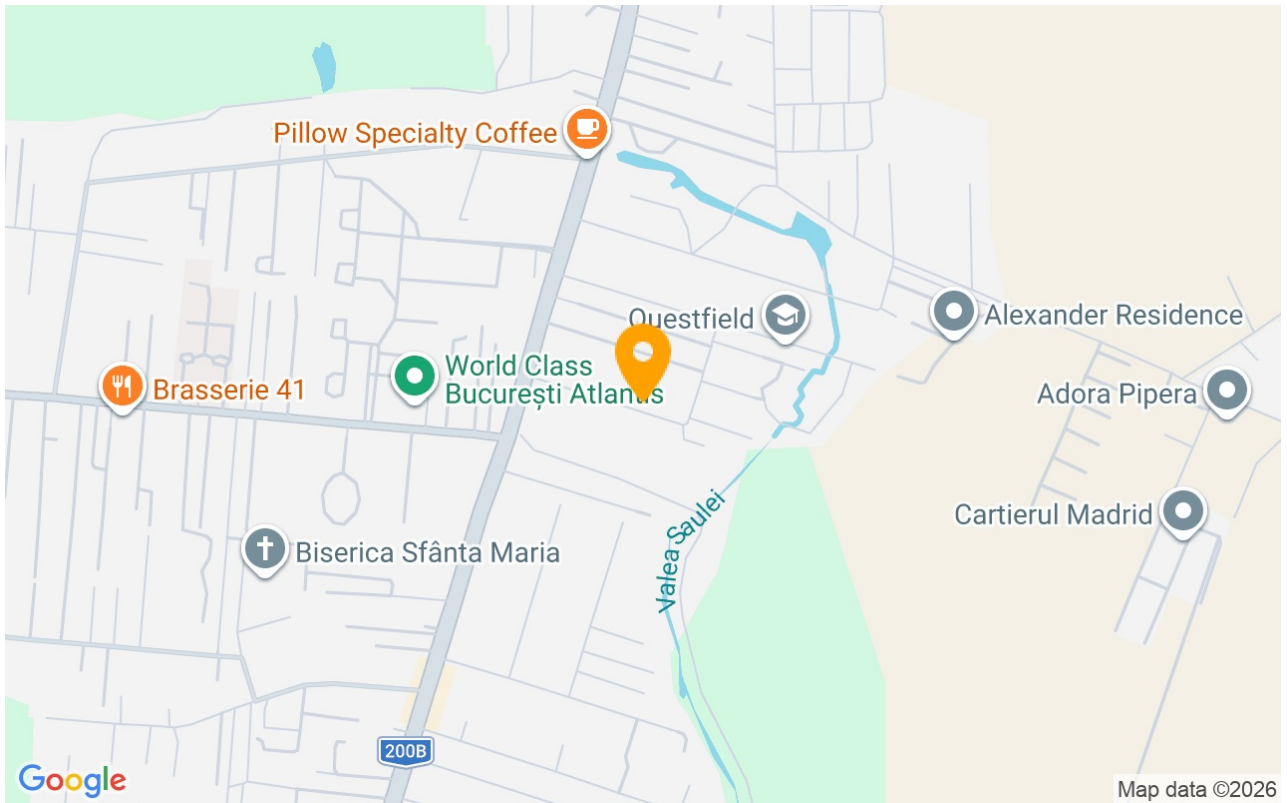 Pillow Specialty Coffee
Questfield
Alexander Residence
World Class
București Atlantis
Brasserie 41
Adora Pipera
Cartierul Madrid
Valea Saulei
Biserica Sfânta Maria
200B
Google
Map data ©2026